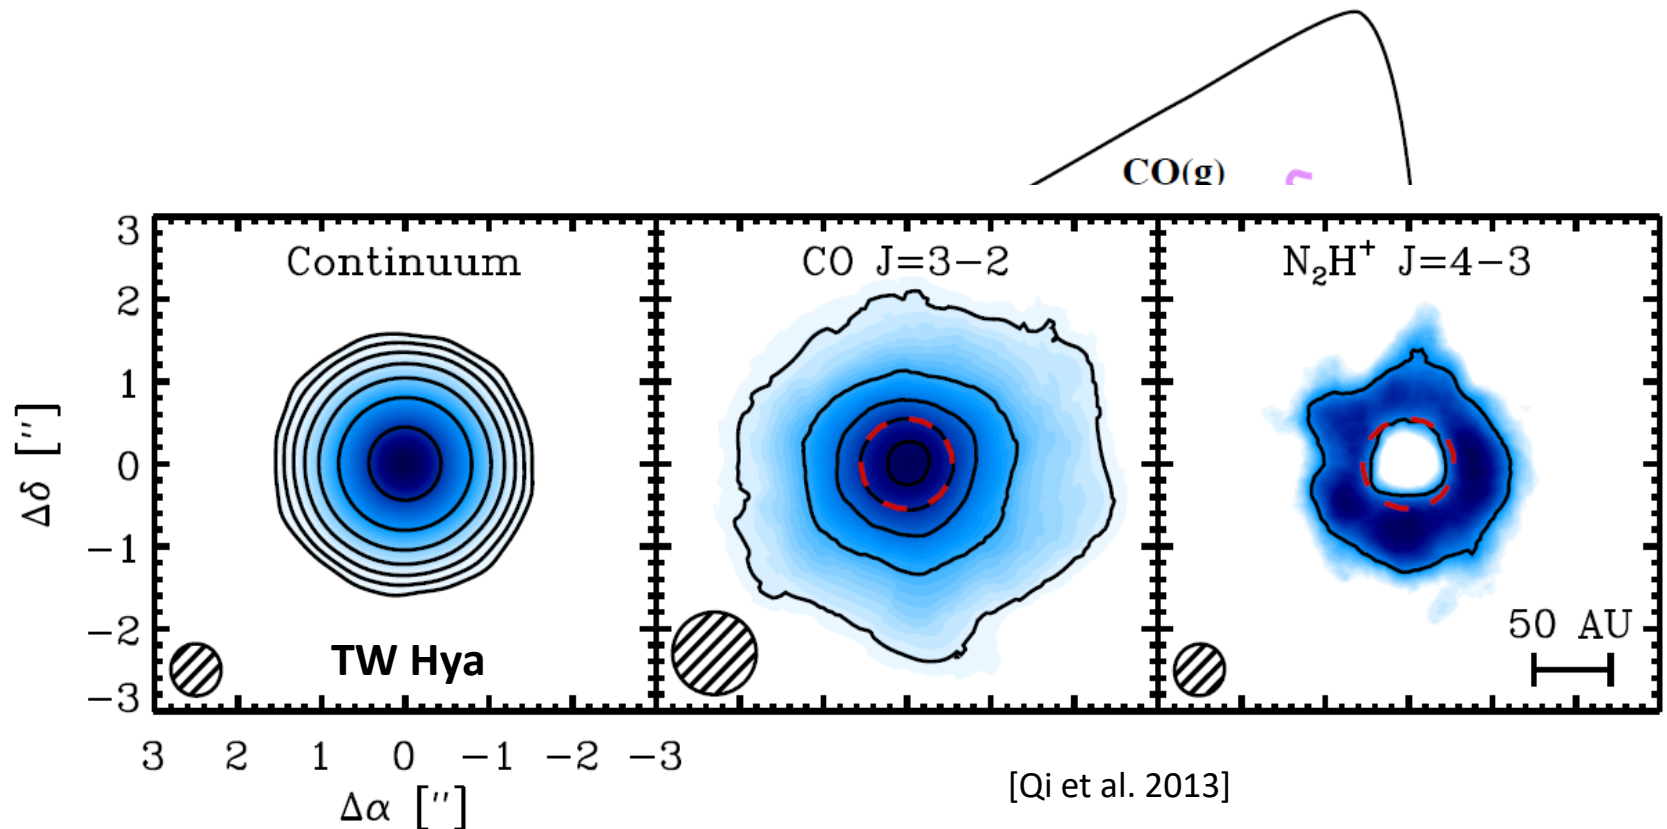 CO(g)
Continuum
CO J=3−2
N₂H⁺ J=4−3
3
2
1
0
−1
−2
−3
Δδ ["]
TW Hya
50 AU
3 2 1 0 −1 −2 −3
Δα ["]
[Qi et al. 2013]